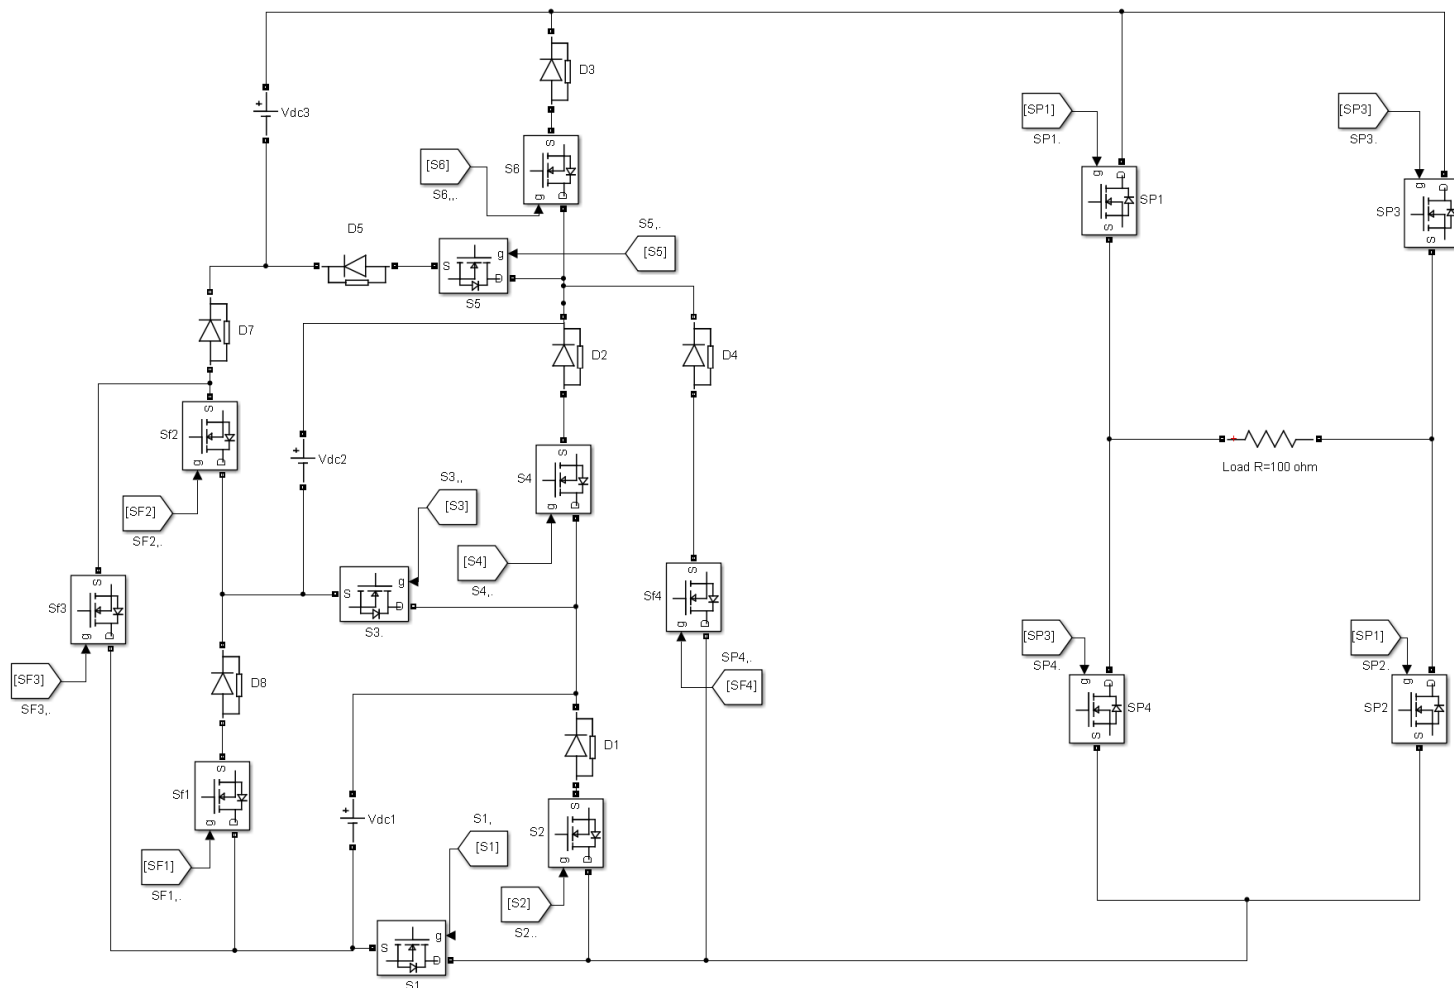 D3
[SP1]
SP1.
[SP3]
SP3.
+
Vdc3
S
S6
g
D
[S6]
S6,,.
g
D
SP1
S
g
D
SP3
S
D5
S5,.
[S5]
g
S
D
S5
D7
D2
D4
S
Sf2
g
D
+
Vdc2
S
S4
g
D
+
Load R=100 ohm
[SF2]
SF2,.
S3,,
[S3]
[S4]
S4,.
S
Sf3
g
D
g
S
D
S3.
S
Sf4
g
D
[SF3]
SF3,.
D8
SP4,.
[SF4]
[SP3]
SP4.
[SP1]
SP2.
g
D
SP4
S
g
D
SP2
S
D1
S
Sf1
g
D
+
Vdc1
S
S2
g
D
[SF1]
SF1,.
S1,
[S1]
[S2]
S2..
g
S
D
S1